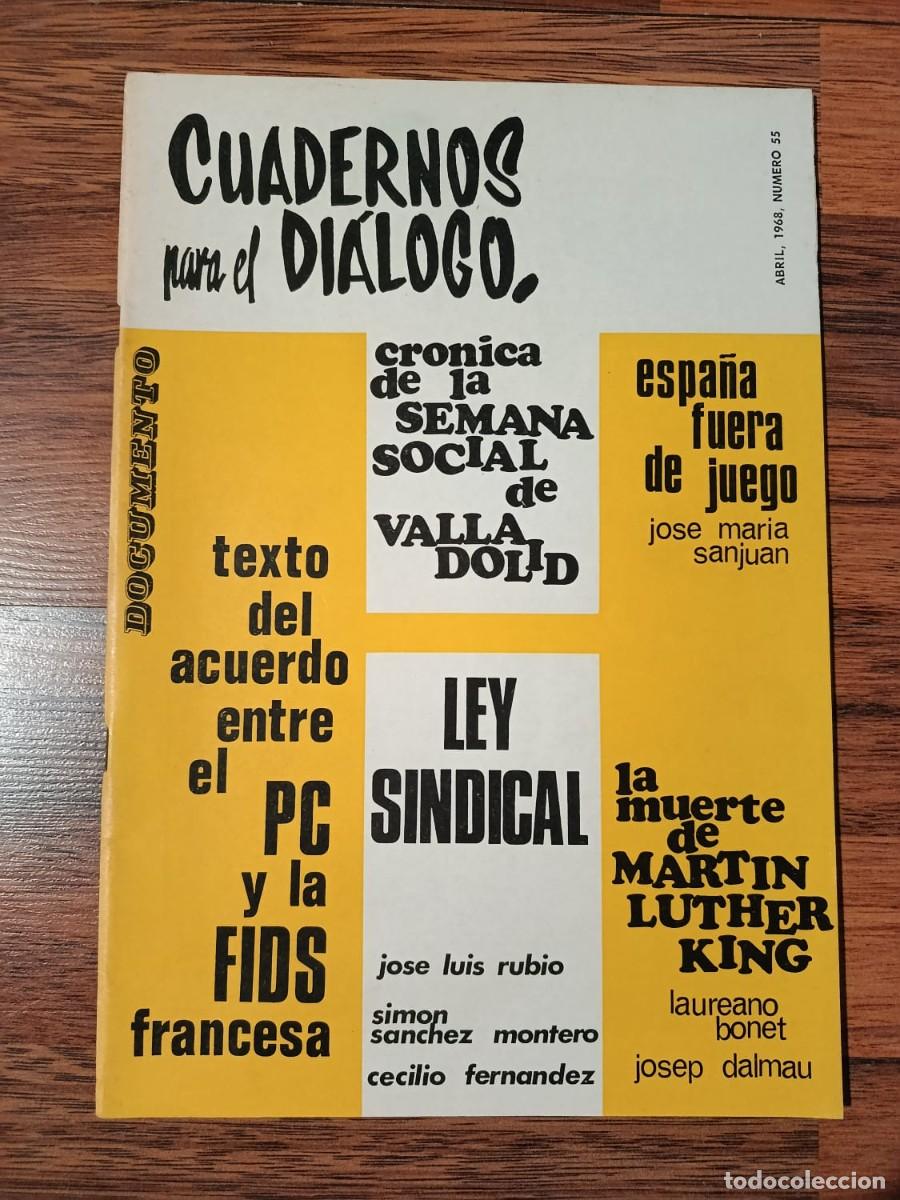 CUADERNOS
para el DIÁLOGO.
ABRIL, 1968, NUMERO 55
DOCUMENTO
texto
del
acuerdo
entre
el
PC
y la
FIDS
francesa
cronica
de la
SEMANA
SOCIAL
de
VALLA
DOLID
LEY
SINDICAL
jose luis rubio
simon
sanchez montero
cecilio fernandez
españa
fuera
de juego
jose maria
sanjuan
la
muerte
de
MARTIN
LUTHER
KING
laureano
bonet
josep dalmau
todocoleccion